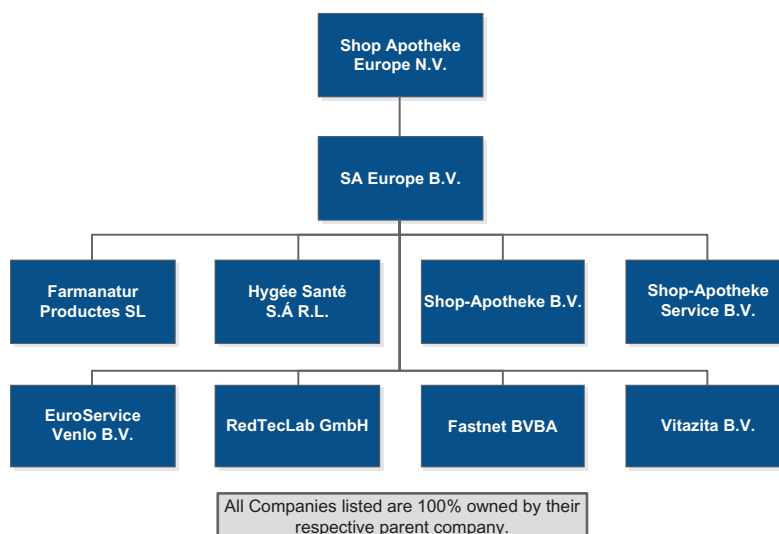 Shop Apotheke
Europe N.V.
SA Europe B.V.
Farmanatur
Productes SL
Hygée Santé
S.Á R.L.
Shop-Apotheke B.V.
Shop-Apotheke
Service B.V.
EuroService
Venlo B.V.
RedTecLab GmbH
Fastnet BVBA
Vitazita B.V.
All Companies listed are 100% owned by their
respective parent company.